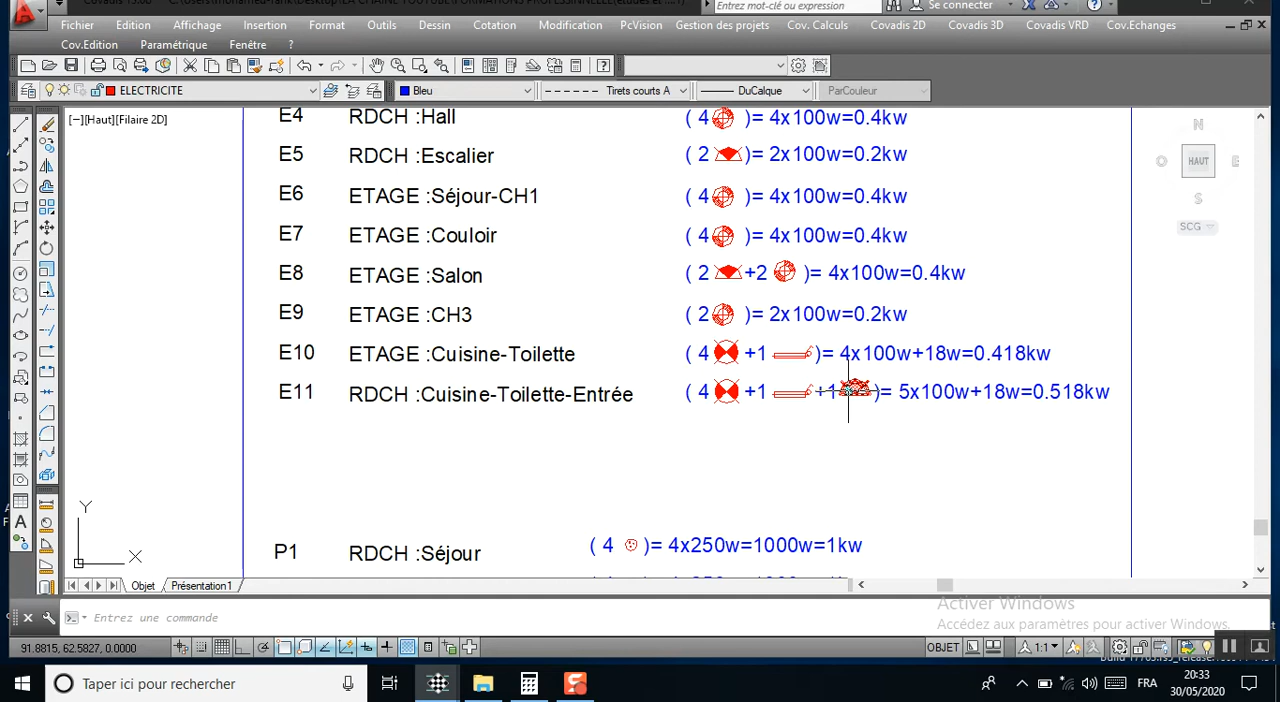 Entrez mot-clé ou expression
Se connecter
Fichier Edition Affichage Insertion Format Outils Dessin Cotation Modification PcVision Gestion des projets Cov. Calculs Covadis 2D Covadis 3D Covadis VRD Cov.Echanges
Cov.Edition Paramétrique Fenêtre ?
ELECTRICITE Bleu Tirets courts A DuCalque ParCouleur
[−][Haut][Filaire 2D]
N
O HAUT E
S
SCG
E4 RDCH :Hall ( 4 )= 4x100w=0.4kw
E5 RDCH :Escalier ( 2 )= 2x100w=0.2kw
E6 ETAGE :Séjour-CH1 ( 4 )= 4x100w=0.4kw
E7 ETAGE :Couloir ( 4 )= 4x100w=0.4kw
E8 ETAGE :Salon ( 2 +2 )= 4x100w=0.4kw
E9 ETAGE :CH3 ( 2 )= 2x100w=0.2kw
E10 ETAGE :Cuisine-Toilette ( 4 +1 )= 4x100w+18w=0.418kw
E11 RDCH :Cuisine-Toilette-Entrée ( 4 +1 +1 )= 5x100w+18w=0.518kw
P1 RDCH :Séjour ( 4 )= 4x250w=1000w=1kw
Y
X
Objet Présentation1
Activer Windows
Entrez une commande
Accédez aux paramètres pour activer Windows.
91.8815, 62.5827, 0.0000 OBJET 1:1
Taper ici pour rechercher
FRA
20:33
30/05/2020